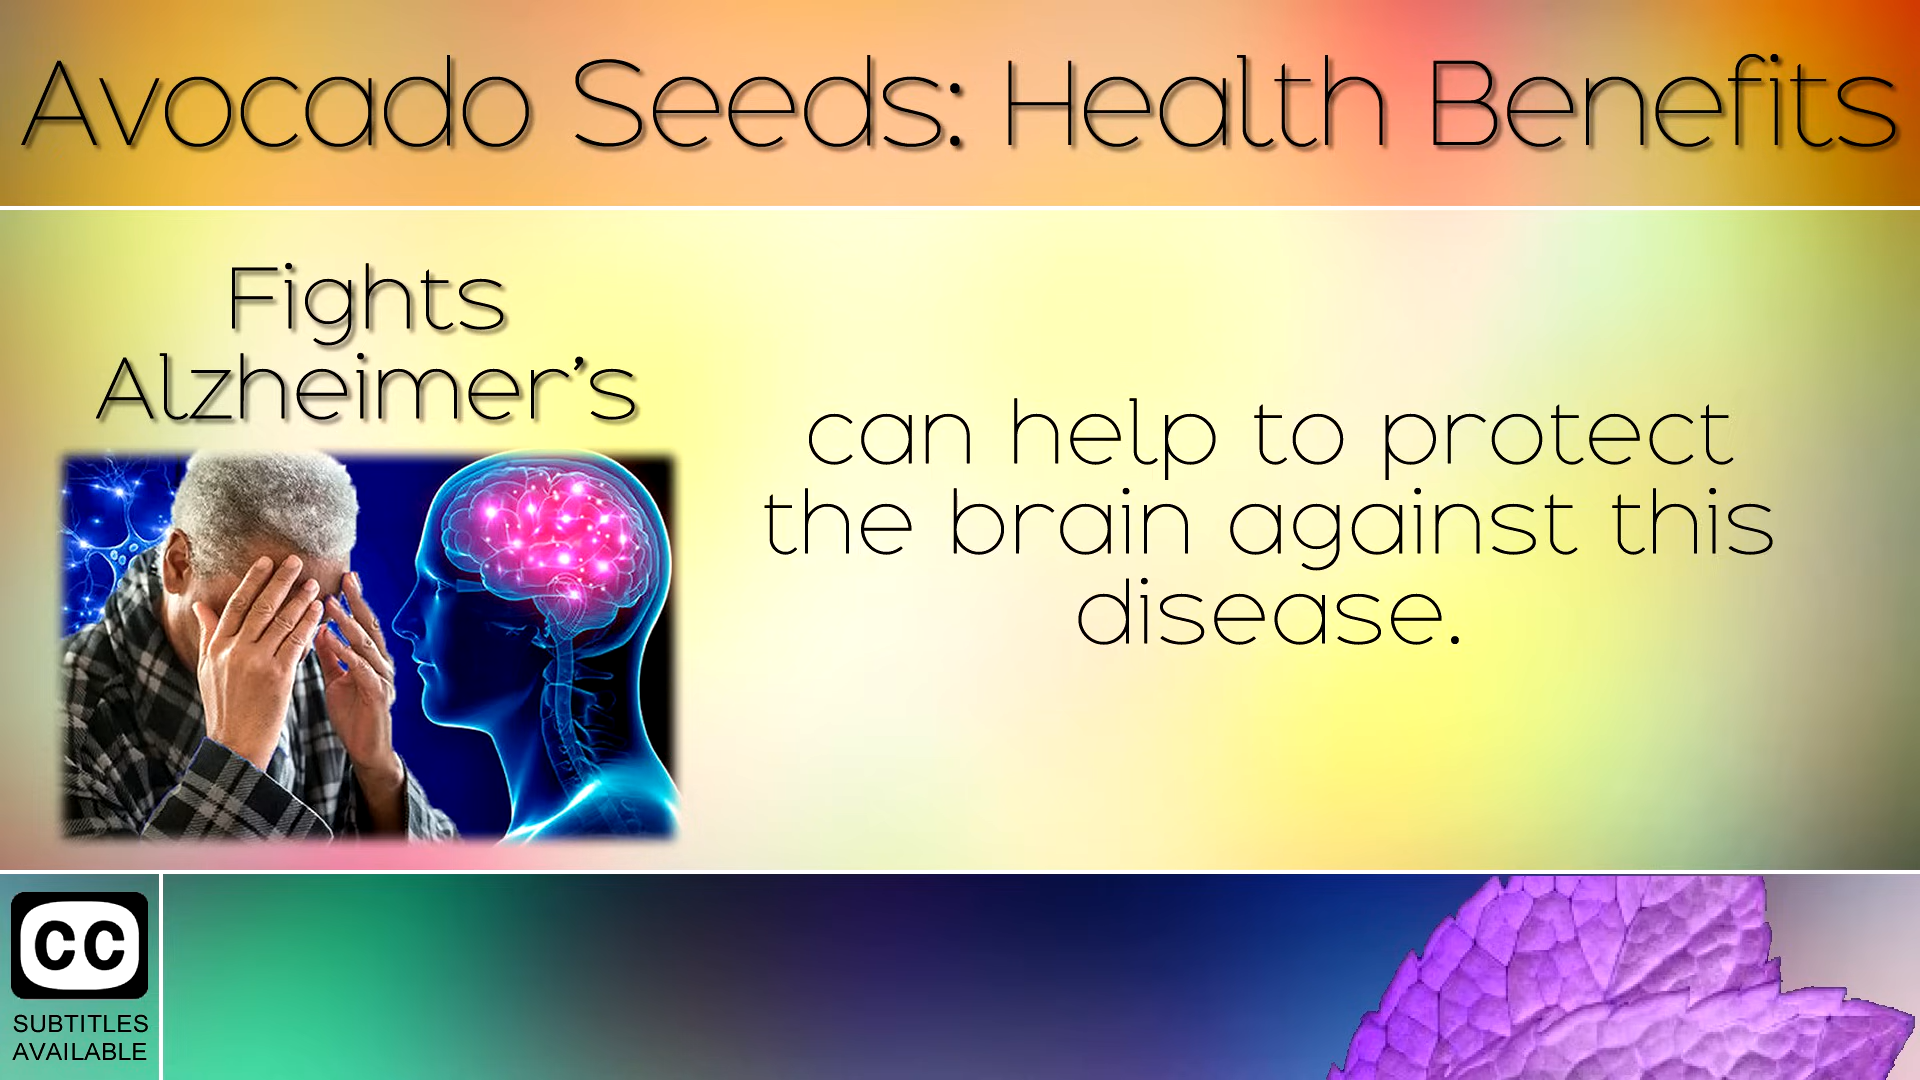 Avocado Seeds: Health Benefits
Fights
Alzheimer's
can help to protect
the brain against this
disease.
CC
SUBTITLES
AVAILABLE